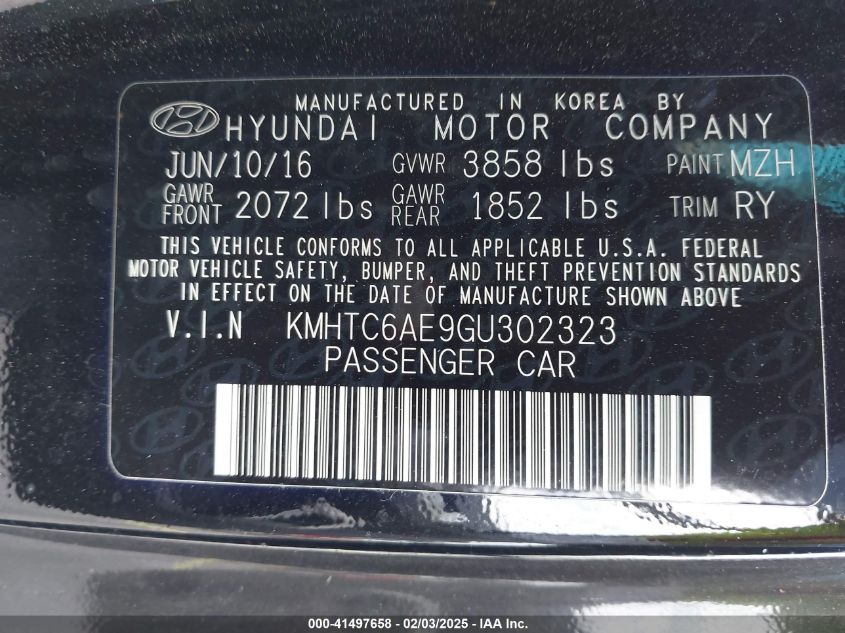 MANUFACTURED IN KOREA BY
HYUNDAI MOTOR COMPANY
JUN/10/16 GVWR 3858 lbs PAINT MZH
GAWR FRONT 2072 lbs GAWR REAR 1852 lbs TRIM RY
THIS VEHICLE CONFORMS TO ALL APPLICABLE U.S.A. FEDERAL
MOTOR VEHICLE SAFETY, BUMPER, AND THEFT PREVENTION STANDARDS
IN EFFECT ON THE DATE OF MANUFACTURE SHOWN ABOVE
V.I.N KMHTC6AE9GU302323
PASSENGER CAR
000-41497658 - 02/03/2025 - IAA Inc.